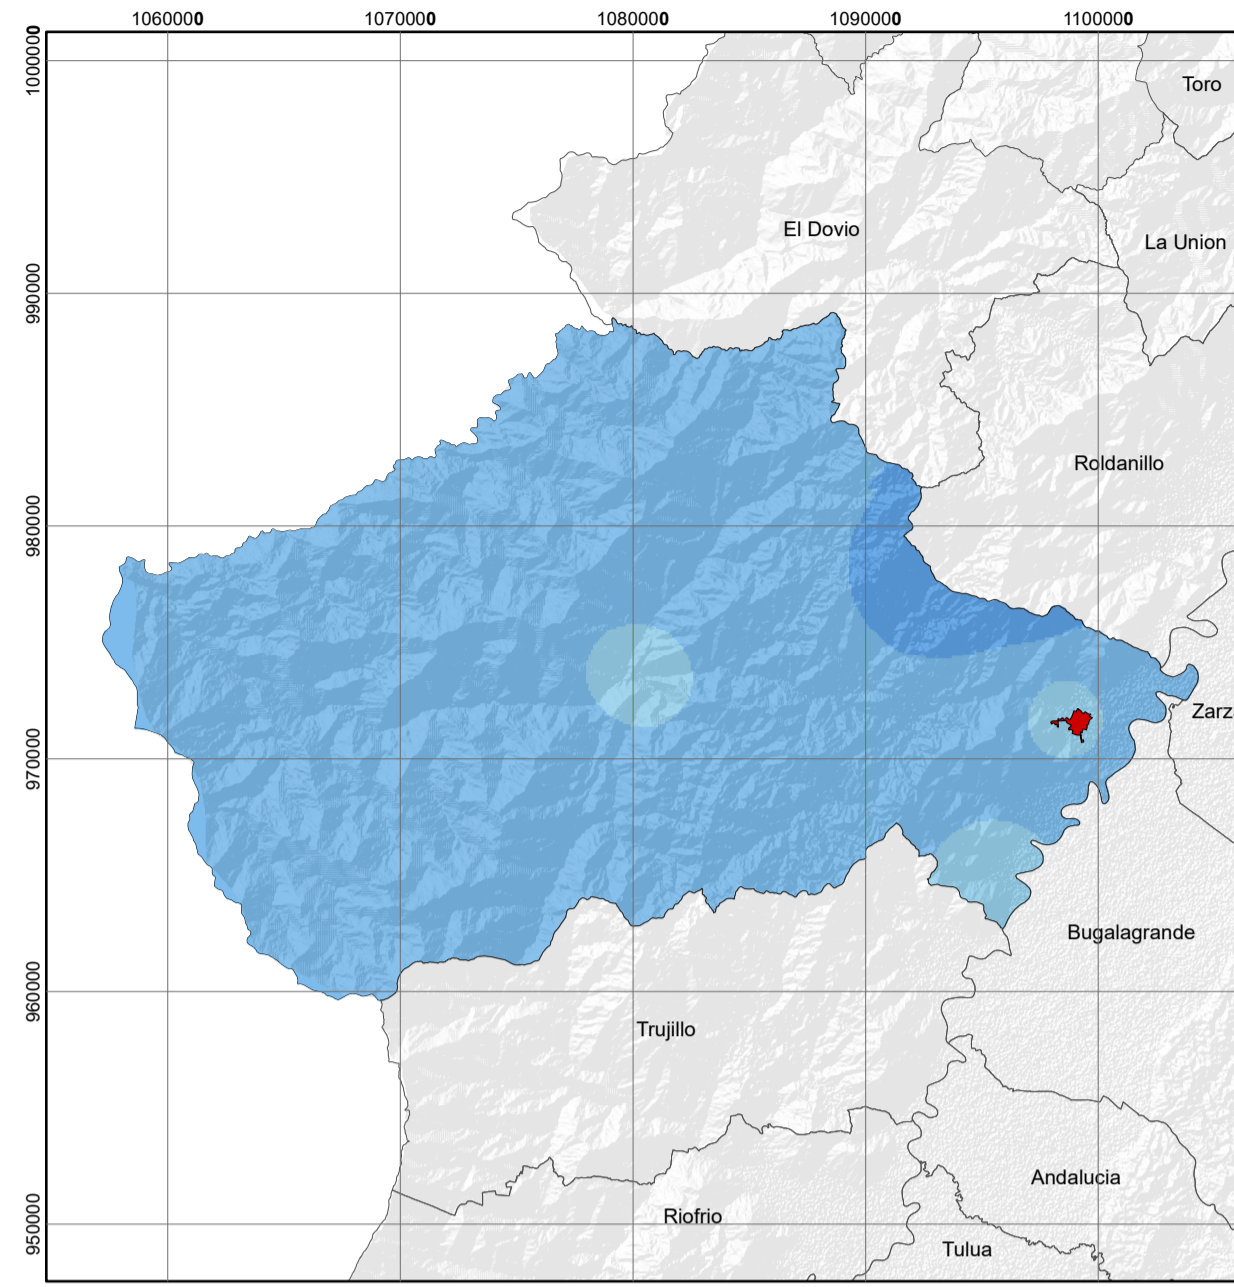 1060000 1070000 1080000 1090000 1100000
1000000
Toro
El Dovio
La Union
990000
Roldanillo
980000
Zarz
970000
Bugalagrande
960000
Trujillo
Andalucia
Riofrio
950000
Tulua